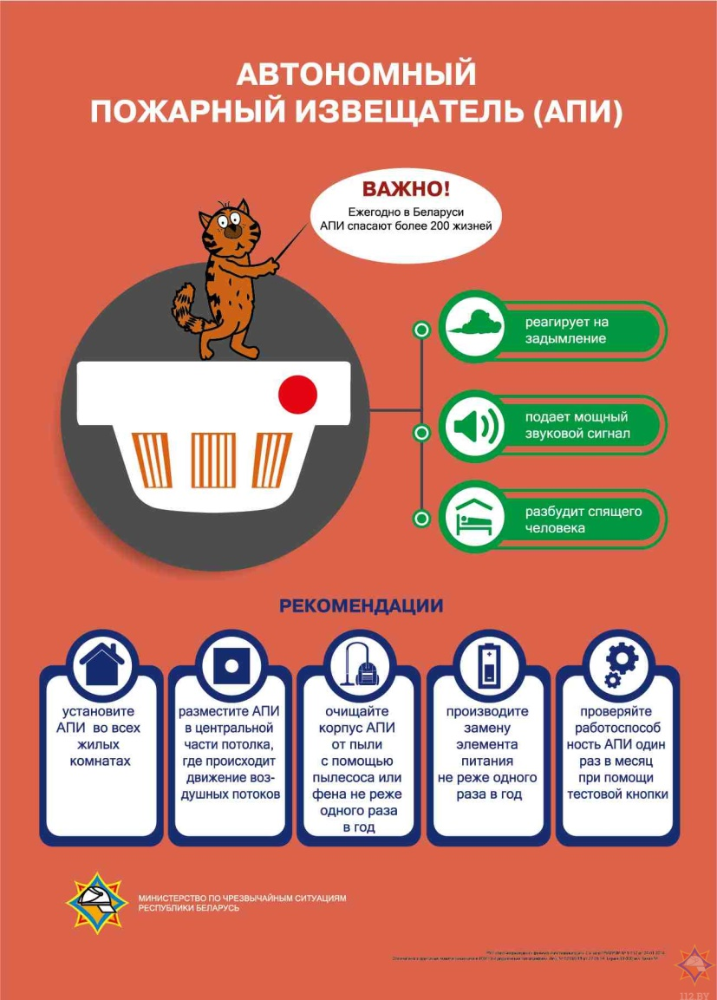 АВТОНОМНЫЙ
ПОЖАРНЫЙ ИЗВЕЩАТЕЛЬ (АПИ)
ВАЖНО!
Ежегодно в Беларуси
АПИ спасают более 200 жизней
реагирует на
задымление
подает мощный
звуковой сигнал
разбудит спящего
человека
РЕКОМЕНДАЦИИ
установите
АПИ во всех
жилых
комнатах
разместите АПИ
в центральной
части потолка,
где происходит
движение воз-
душных потоков
очищайте
корпус АПИ
от пыли
с помощью
пылесоса или
фена не реже
одного раза
в год
производите
замену
элемента
питания
не реже одного
раза в год
проверяйте
работоспособ
ность АПИ один
раз в месяц
при помощи
тестовой кнопки
МИНИСТЕРСТВО ПО ЧРЕЗВЫЧАЙНЫМ СИТУАЦИЯМ
РЕСПУБЛИКИ БЕЛАРУСЬ
112.BY